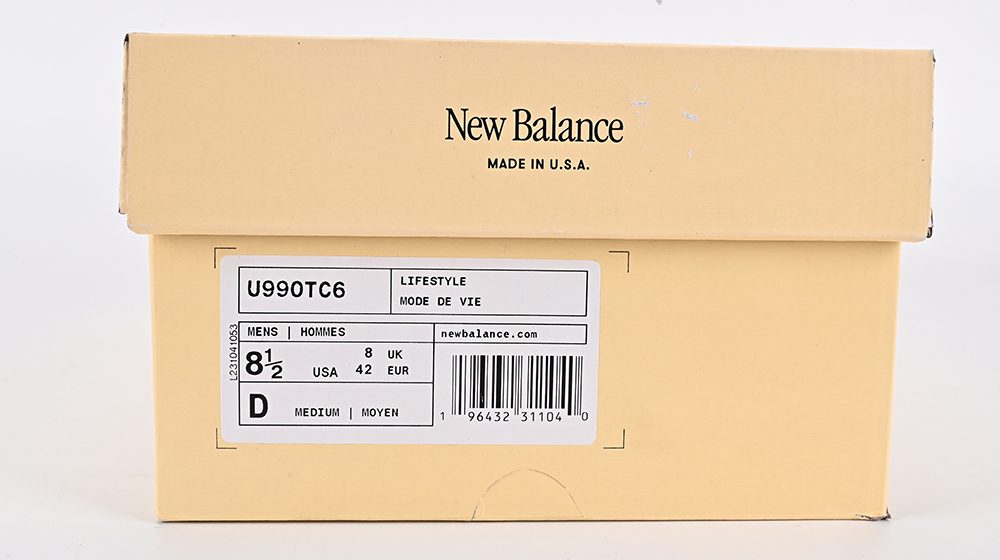 New Balance
MADE IN U.S.A.
U990TC6
LIFESTYLE
MODE DE VIE
L231041053
MENS | HOMMES
newbalance.com
8½ USA
8 UK
42 EUR
D MEDIUM | MOYEN
1 96432 31104 0